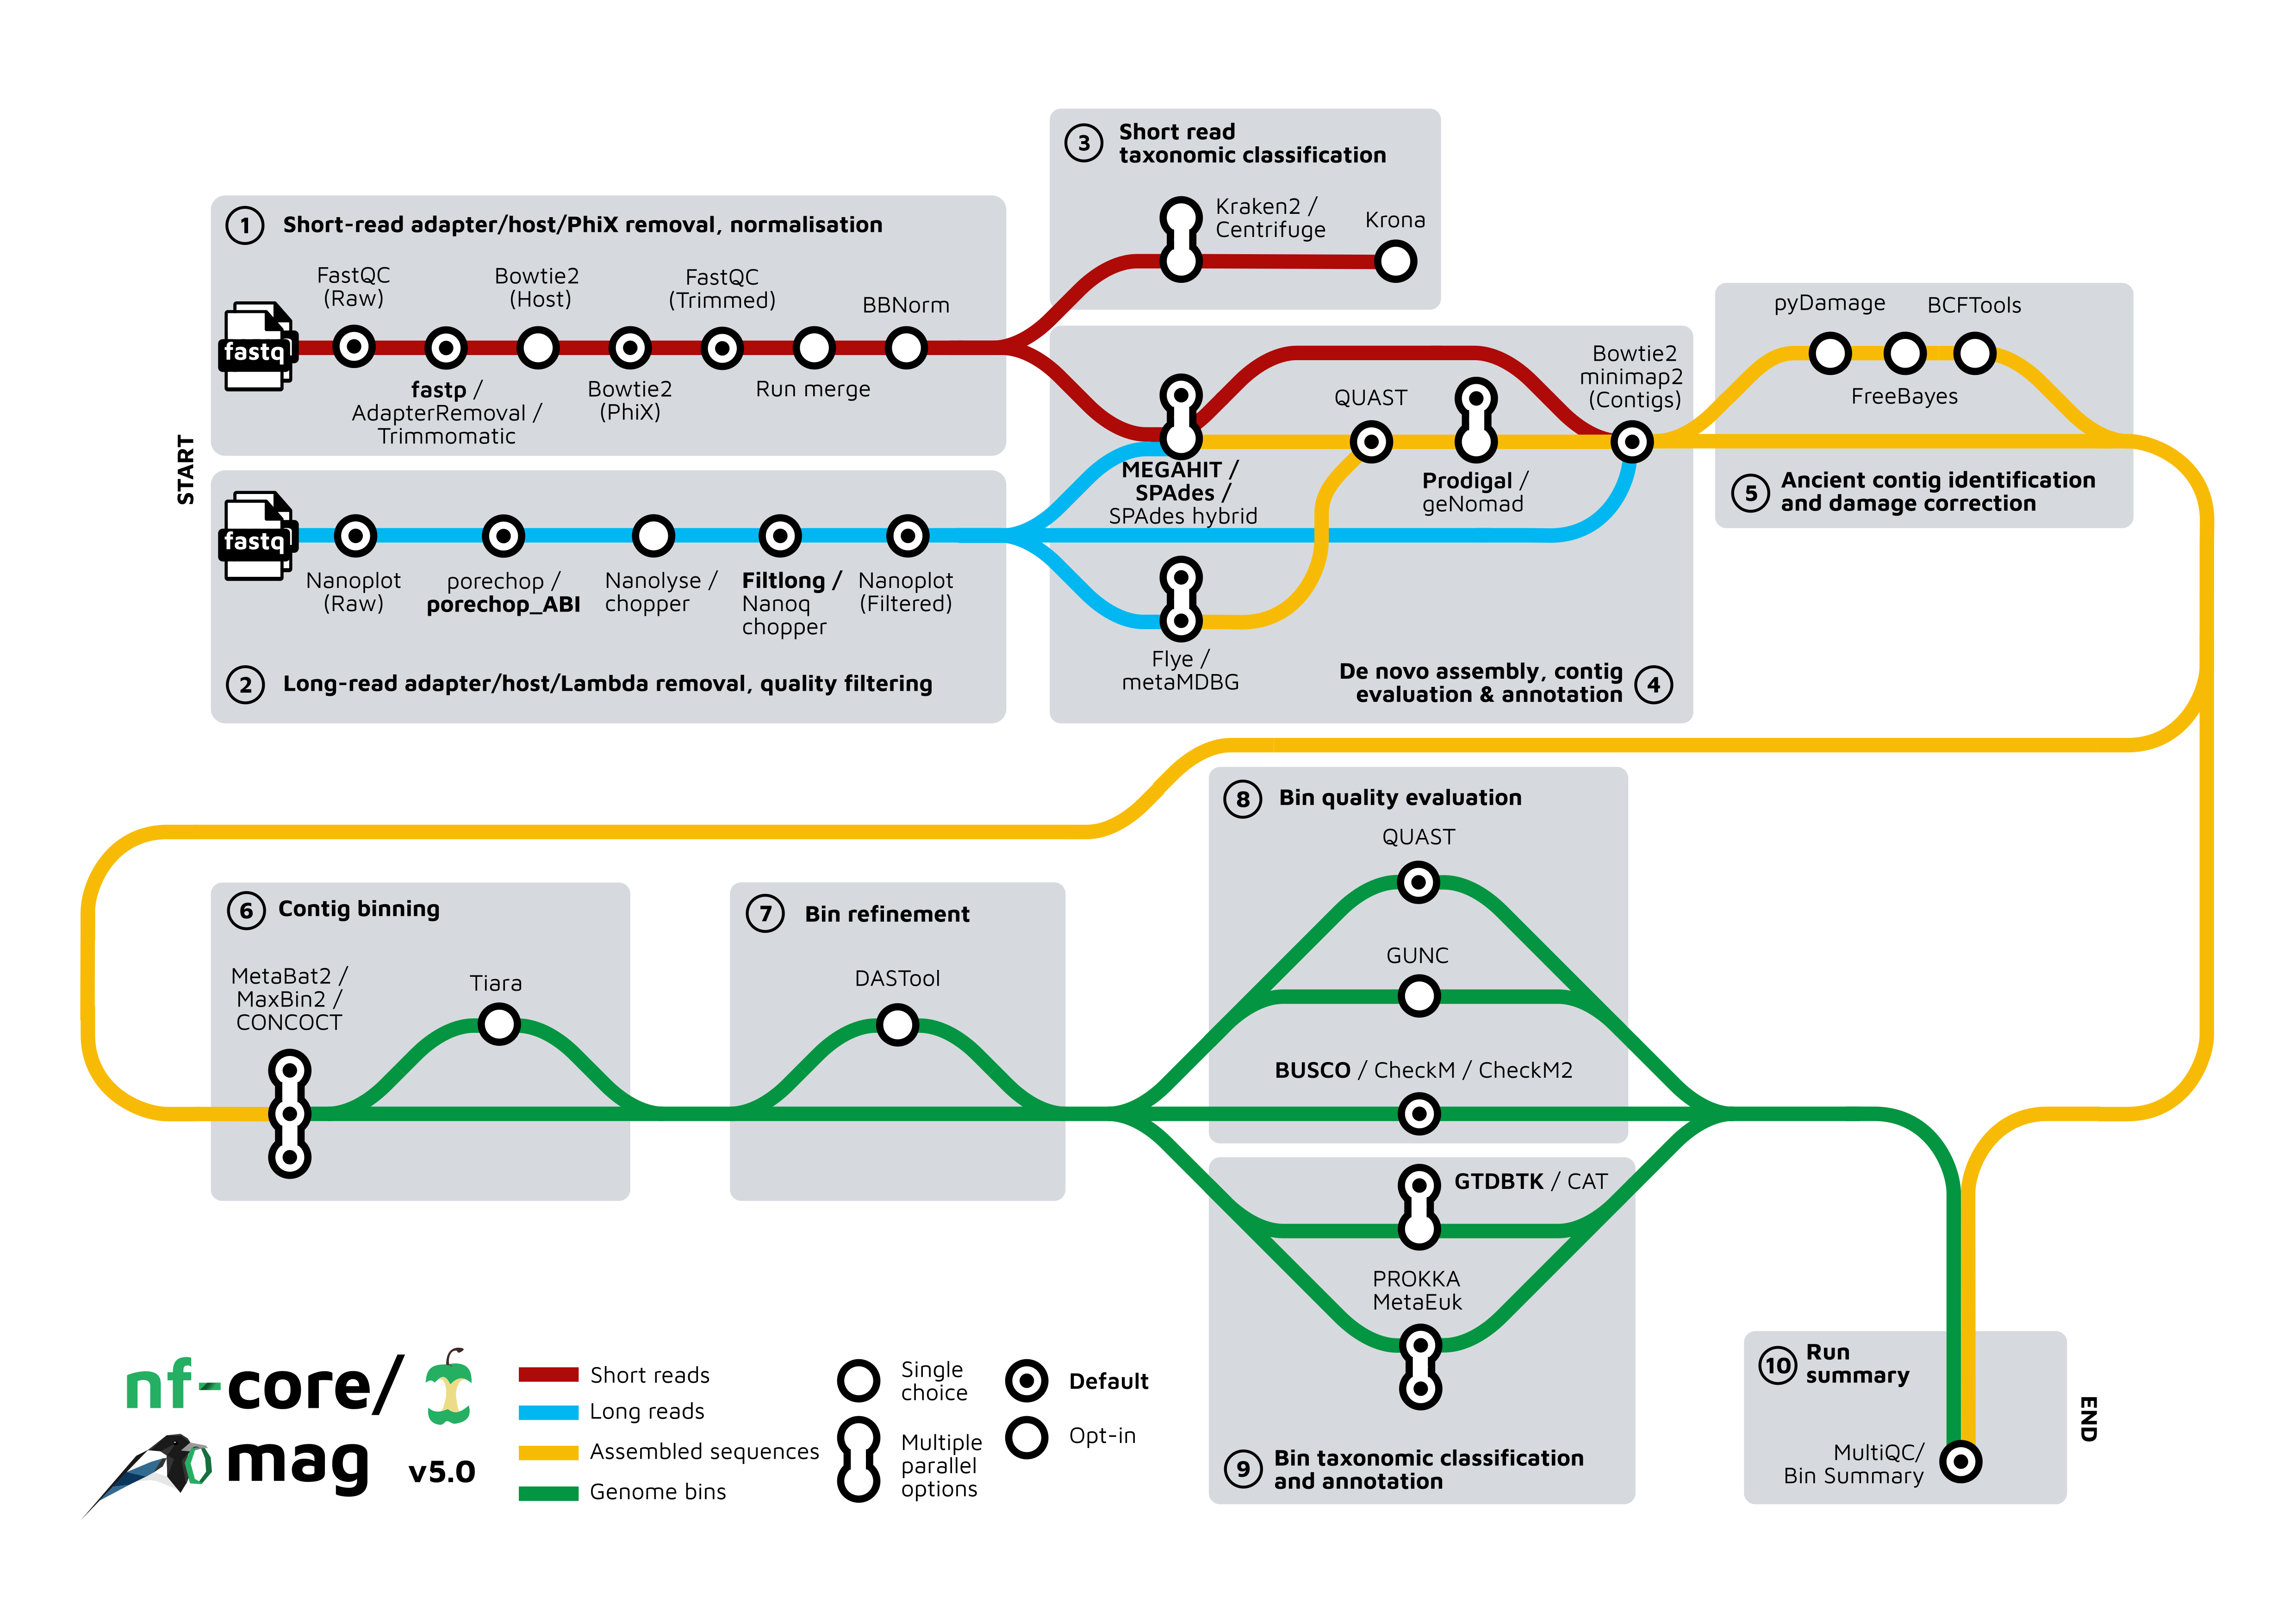 START
1
Short-read adapter/host/PhiX removal, normalisation
fastq
FastQC
(Raw)
fastp /
AdapterRemoval /
Trimmomatic
Bowtie2
(Host)
Bowtie2
(PhiX)
FastQC
(Trimmed)
Run merge
BBNorm
fastq
Nanoplot
(Raw)
porechop /
porechop_ABI
Nanolyse /
chopper
Filtlong /
Nanoq
chopper
Nanoplot
(Filtered)
2
Long-read adapter/host/Lambda removal, quality filtering
3
Short read
taxonomic classification
Kraken2 /
Centrifuge
Krona
MEGAHIT /
SPAdes /
SPAdes hybrid
QUAST
Prodigal /
geNomad
Bowtie2
minimap2
(Contigs)
Flye /
metaMDBG
De novo assembly, contig
evaluation & annotation
4
pyDamage
FreeBayes
BCFTools
5
Ancient contig identification
and damage correction
6
Contig binning
MetaBat2 /
MaxBin2 /
CONCOCT
Tiara
7
Bin refinement
DASTool
8
Bin quality evaluation
QUAST
GUNC
BUSCO / CheckM / CheckM2
GTDBTK / CAT
PROKKA
MetaEuk
9
Bin taxonomic classification
and annotation
10
Run
summary
MultiQC/
Bin Summary
END
nf-core/
mag
v5.0
Short reads
Long reads
Assembled sequences
Genome bins
Single
choice
Multiple
parallel
options
Default
Opt-in